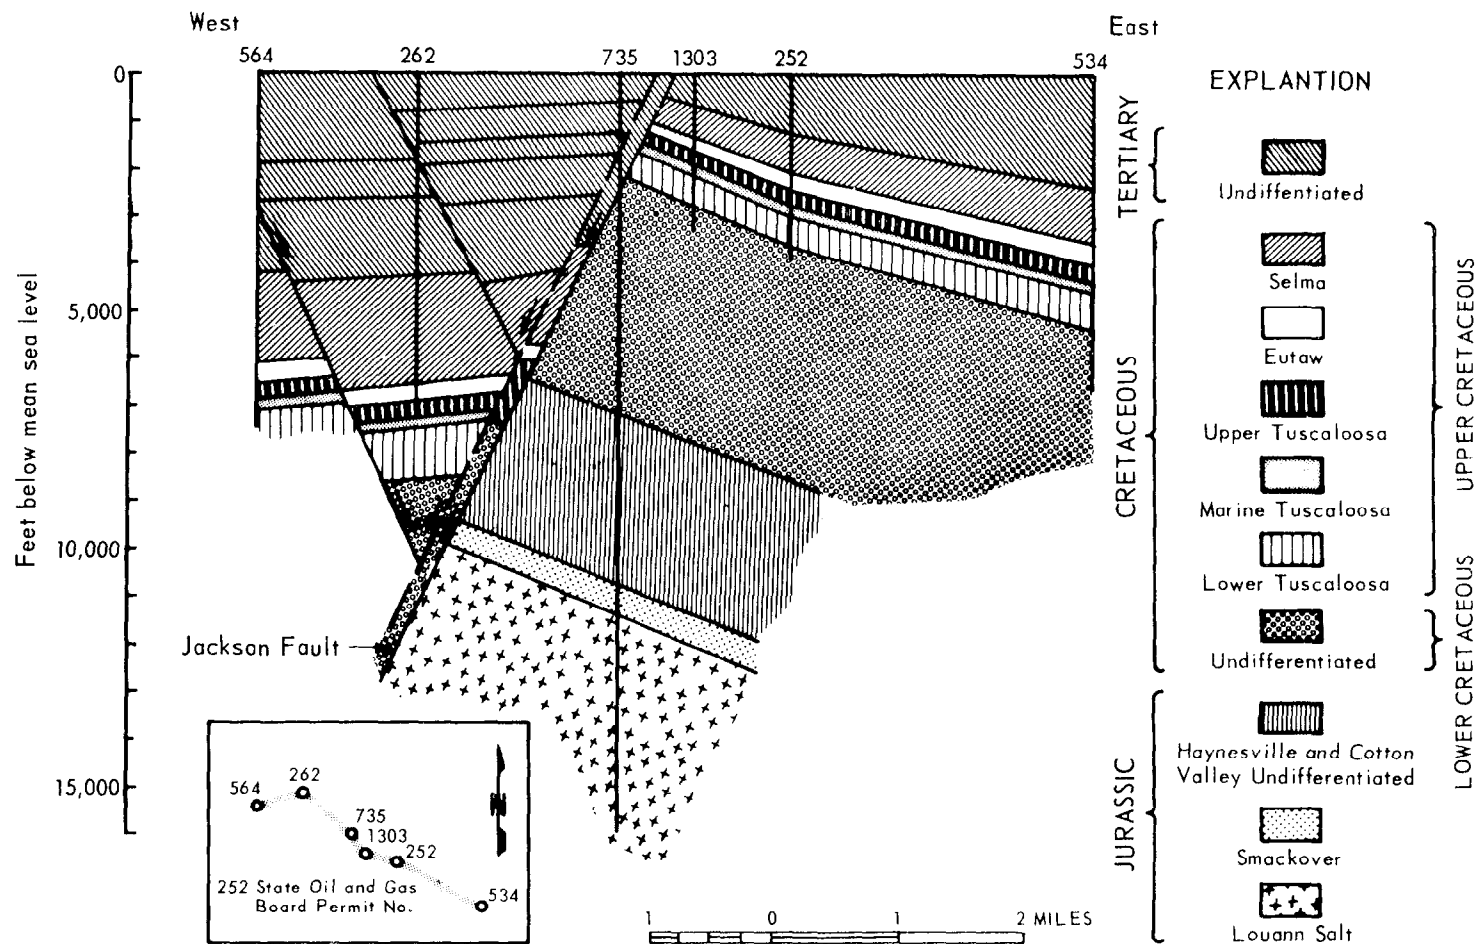 West
East
564
262
735
1303
252
534
0
5,000
10,000
15,000
Feet below mean sea level
Jackson Fault
564
262
735
1303
252
534
252 State Oil and Gas
Board Permit No.
1 0 1 2 MILES
EXPLANTION
TERTIARY
Undiffentiated
CRETACEOUS
Selma
Eutaw
Upper Tuscaloosa
Marine Tuscaloosa
Lower Tuscaloosa
UPPER CRETACEOUS
Undifferentiated
LOWER CRETACEOUS
JURASSIC
Haynesville and Cotton
Valley Undifferentiated
Smackover
Louann Salt